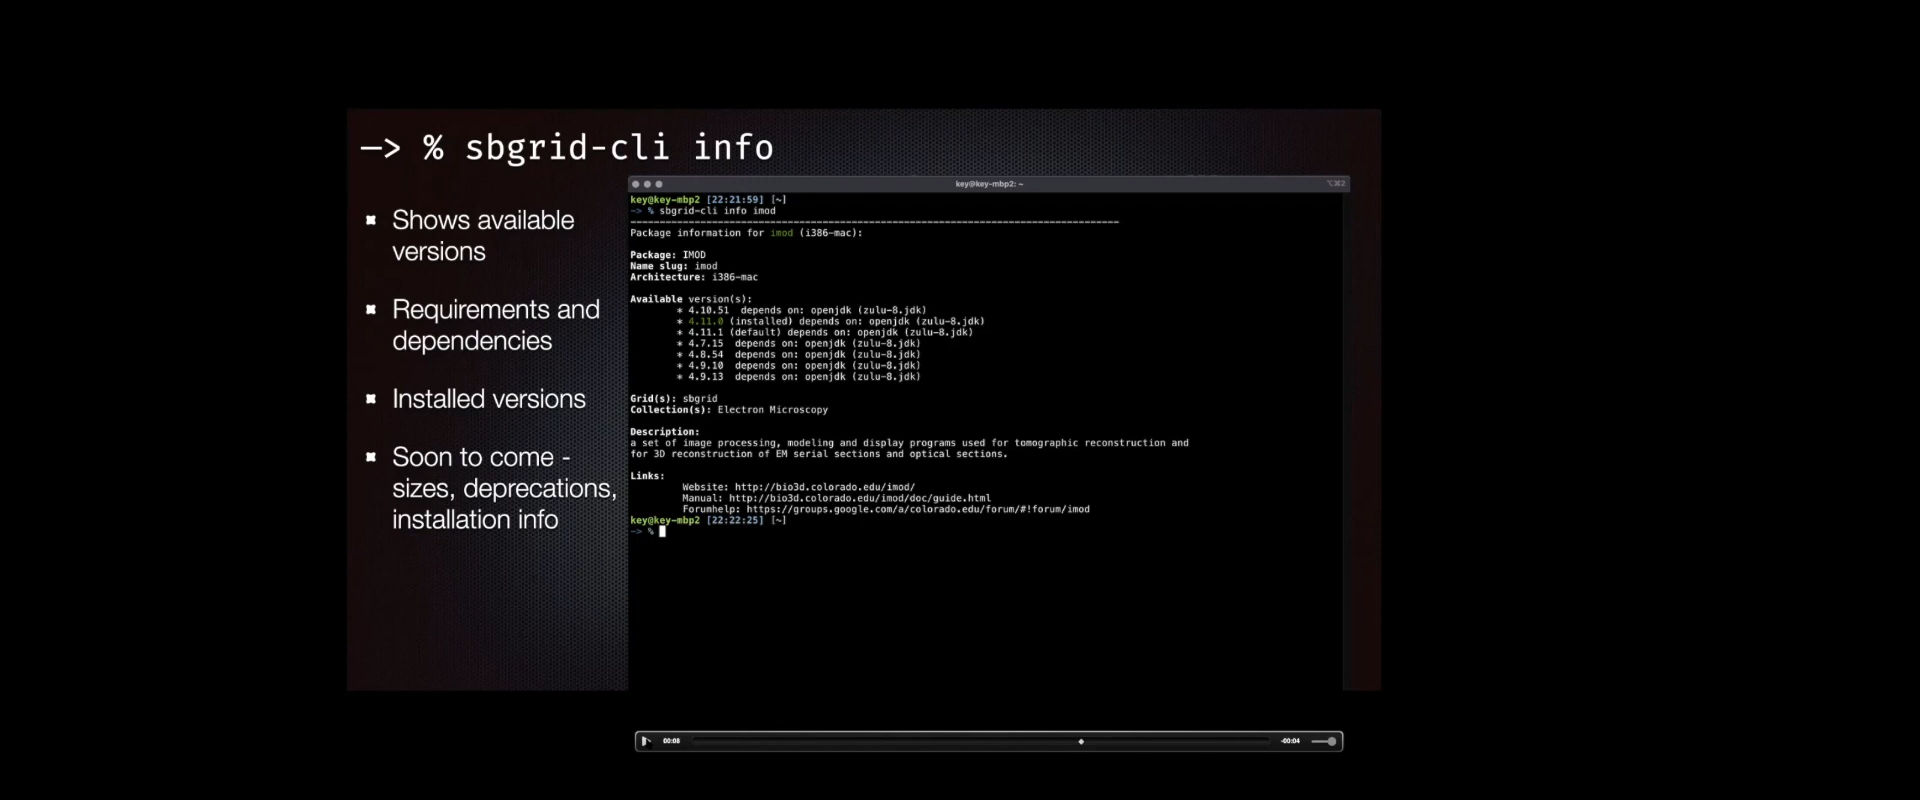 —> % sbgrid-cli info
Shows available
versions
Requirements and
dependencies
Installed versions
Soon to come -
sizes, deprecations,
installation info
key@key-mbp2: ~
⌥⌘2
key@key-mbp2 [22:21:59] [~]
-> % sbgrid-cli info imod
--------------------------------------------------------------------------------
Package information for imod (i386-mac):
Package: IMOD
Name slug: imod
Architecture: i386-mac
Available version(s):
* 4.10.51 depends on: openjdk (zulu-8.jdk)
* 4.11.0 (installed) depends on: openjdk (zulu-8.jdk)
* 4.11.1 (default) depends on: openjdk (zulu-8.jdk)
* 4.7.15 depends on: openjdk (zulu-8.jdk)
* 4.8.54 depends on: openjdk (zulu-8.jdk)
* 4.9.10 depends on: openjdk (zulu-8.jdk)
* 4.9.13 depends on: openjdk (zulu-8.jdk)
Grid(s): sbgrid
Collection(s): Electron Microscopy
Description:
a set of image processing, modeling and display programs used for tomographic reconstruction and
for 3D reconstruction of EM serial sections and optical sections.
Links:
Website: http://bio3d.colorado.edu/imod/
Manual: http://bio3d.colorado.edu/imod/doc/guide.html
Forumhelp: https://groups.google.com/a/colorado.edu/forum/#!forum/imod
key@key-mbp2 [22:22:25] [~]
-> %
00:08
-00:04